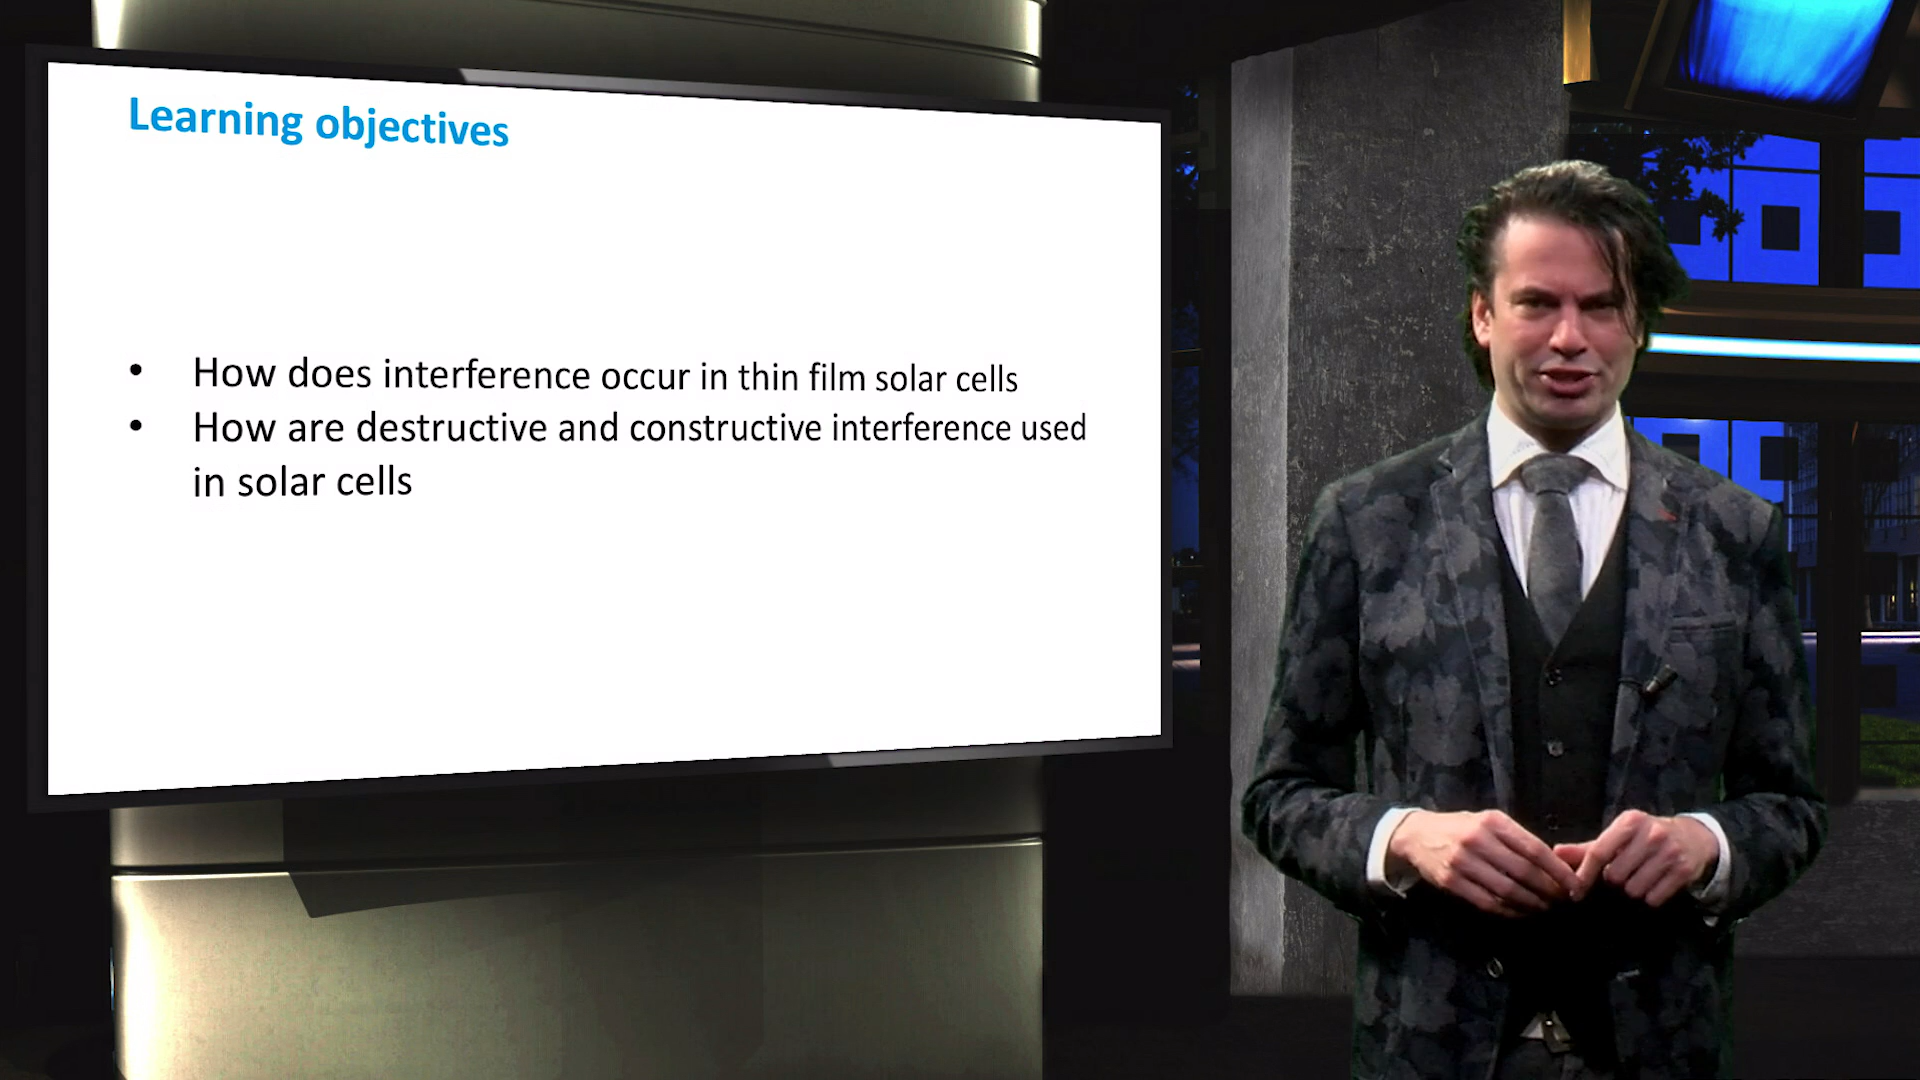 Learning objectives
• How does interference occur in thin film solar cells
• How are destructive and constructive interference used
in solar cells